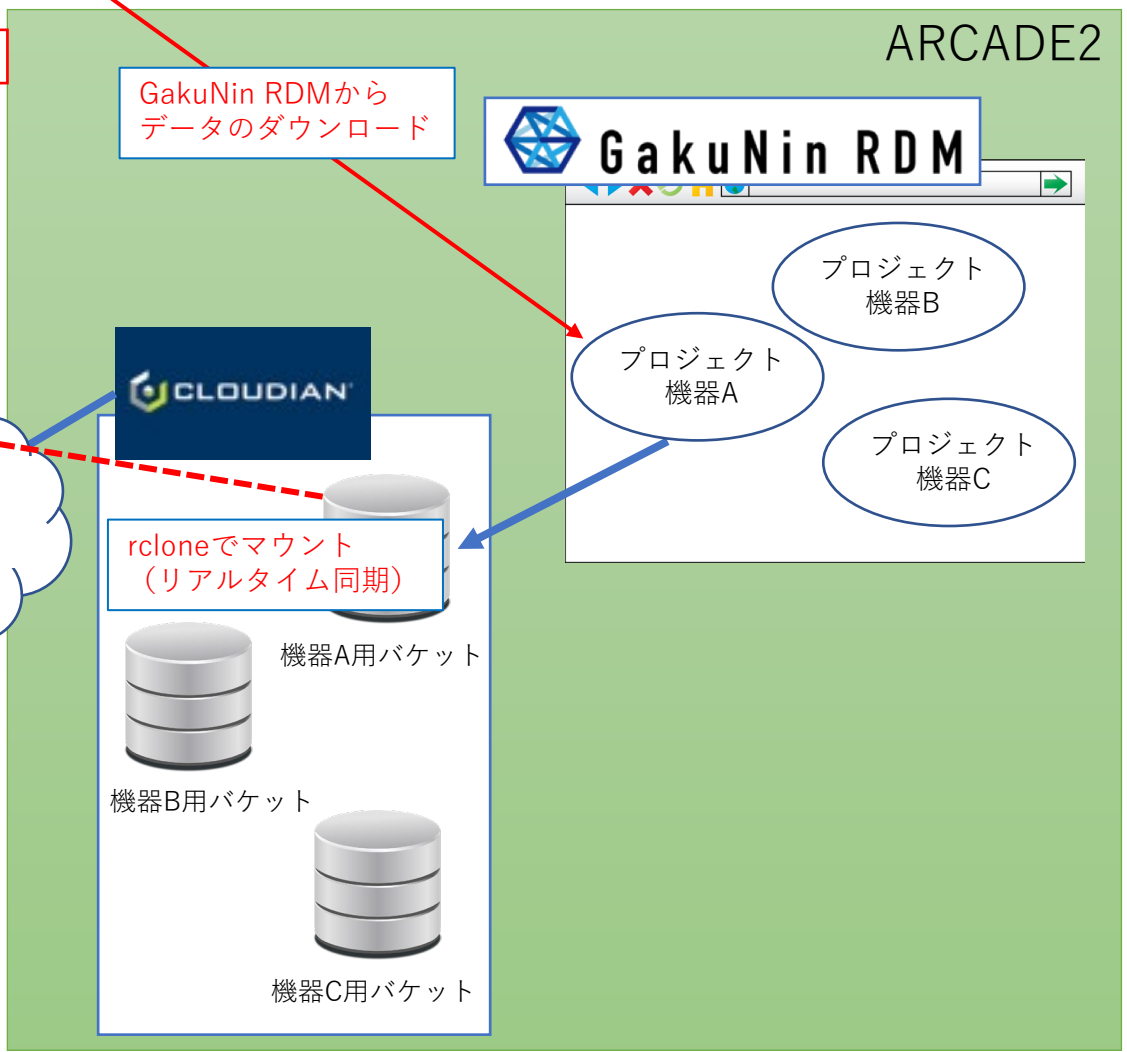 ARCADE2
GakuNin RDMから
データのダウンロード
GakuNin RDM
プロジェクト
機器B
プロジェクト
機器A
プロジェクト
機器C
CLOUDIAN
rcloneでマウント
（リアルタイム同期）
機器A用バケット
機器B用バケット
機器C用バケット